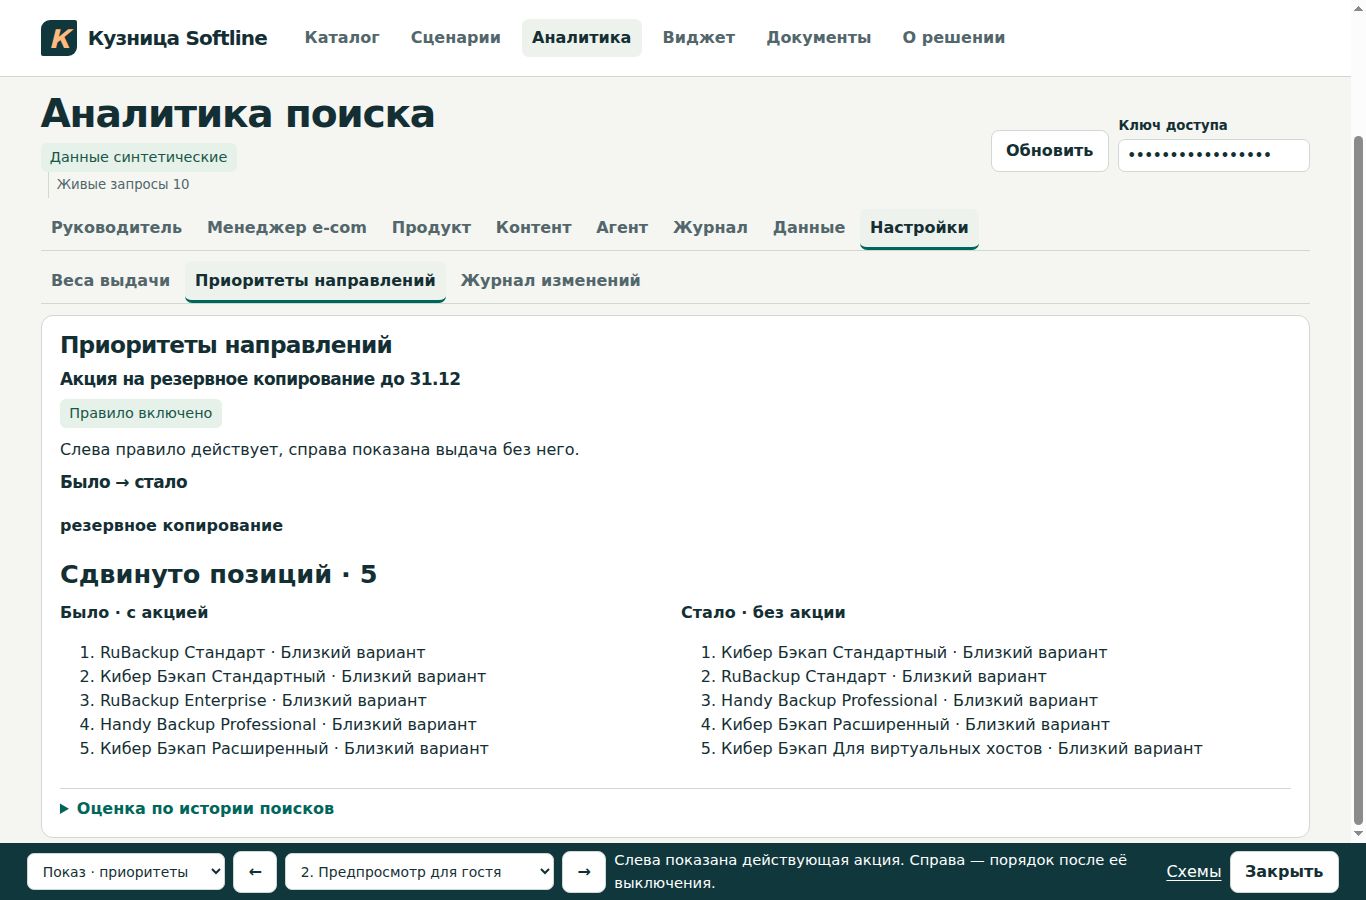 К Кузница Softline Каталог Сценарии Аналитика Виджет Документы О решении
Аналитика поиска
Данные синтетические
Живые запросы 10
Обновить
Ключ доступа
•••••••••••••••••
Руководитель Менеджер e-com Продукт Контент Агент Журнал Данные Настройки
Веса выдачи Приоритеты направлений Журнал изменений
Приоритеты направлений
Акция на резервное копирование до 31.12
Правило включено
Слева правило действует, справа показана выдача без него.
Было → стало
резервное копирование
Сдвинуто позиций · 5
Было · с акцией
1. RuBackup Стандарт · Близкий вариант
2. Кибер Бэкап Стандартный · Близкий вариант
3. RuBackup Enterprise · Близкий вариант
4. Handy Backup Professional · Близкий вариант
5. Кибер Бэкап Расширенный · Близкий вариант
Стало · без акции
1. Кибер Бэкап Стандартный · Близкий вариант
2. RuBackup Стандарт · Близкий вариант
3. Handy Backup Professional · Близкий вариант
4. Кибер Бэкап Расширенный · Близкий вариант
5. Кибер Бэкап Для виртуальных хостов · Близкий вариант
▶ Оценка по истории поисков
Показ · приоритеты ← 2. Предпросмотр для гостя →
Слева показана действующая акция. Справа — порядок после её
выключения.
Схемы Закрыть